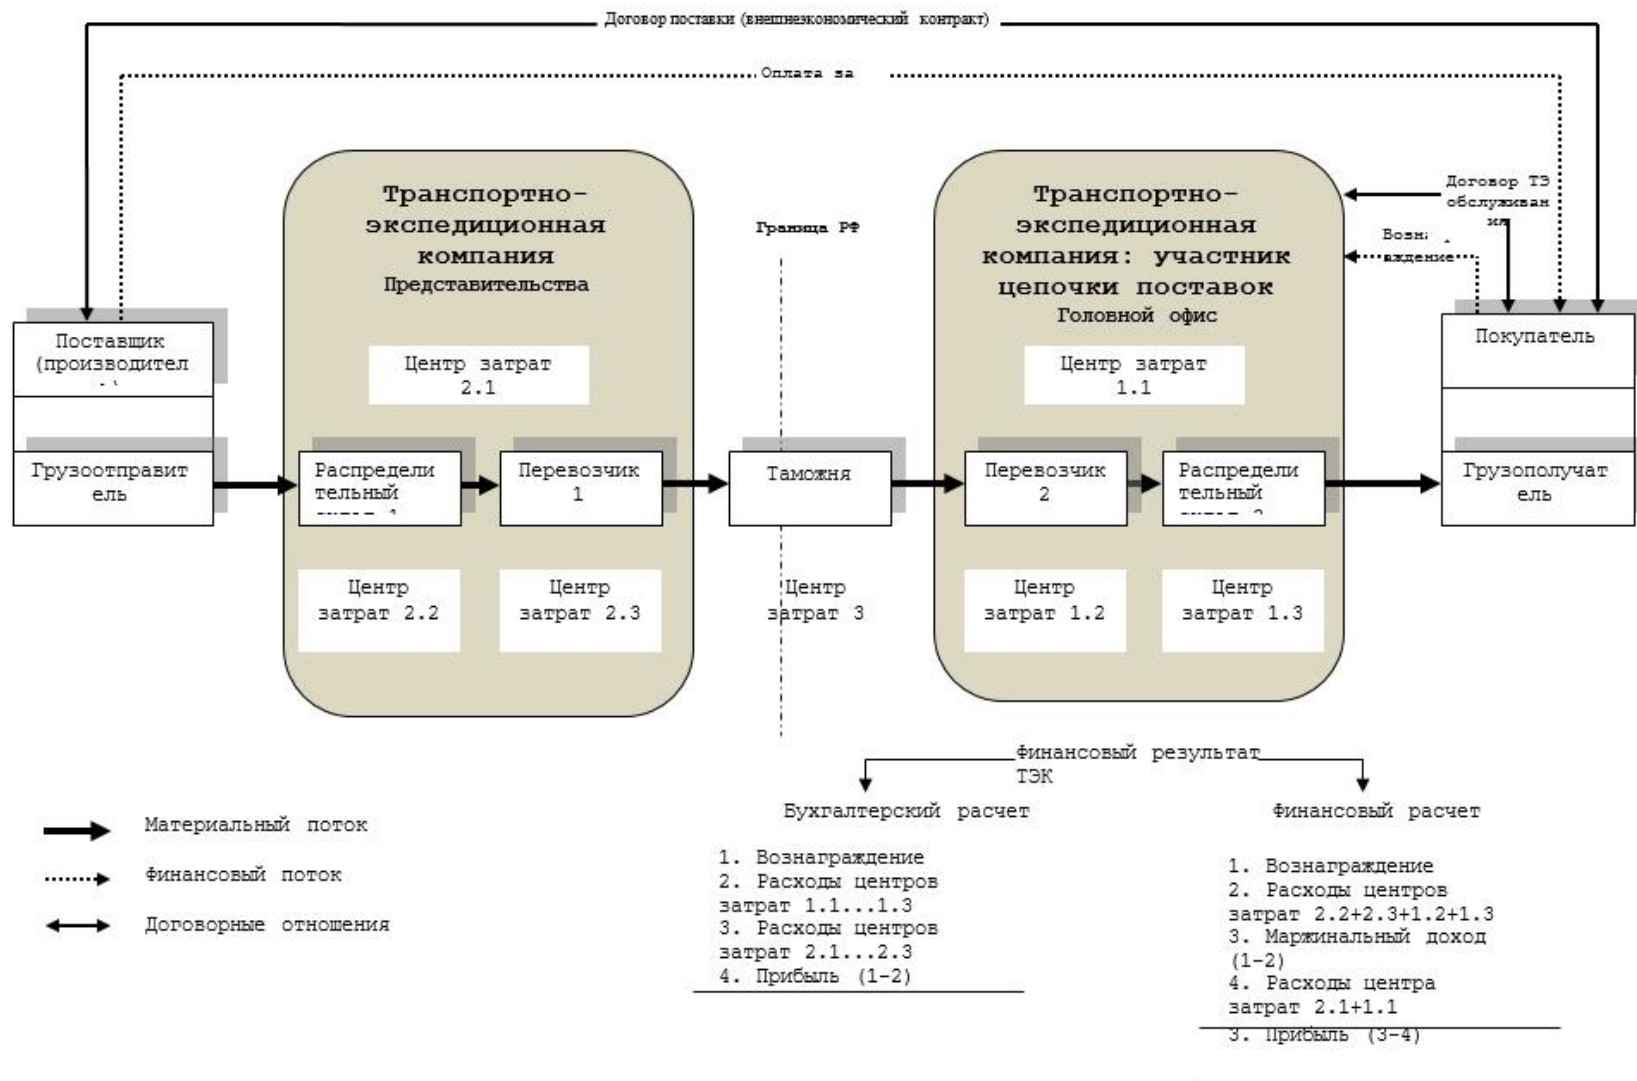 Договор поставки (внешнеэкономический контракт)
Оплата за
Транспортно-
экспедиционная
компания
Представительства
Граница РФ
Транспортно-
экспедиционная
компания: участник
цепочки поставок
Головной офис
Договор ТЭ
обслуживан
ия
Поставщик
(производител
Центр затрат
2.1
Центр затрат
1.1
Покупатель
Грузоотправит
ель
Распредели
тельный
Перевозчик
1
Таможня
Перевозчик
2
Распредели
тельный
Грузополучат
ель
Центр
затрат 2.2
Центр
затрат 2.3
Центр
затрат 3
Центр
затрат 1.2
Центр
затрат 1.3
Финансовый результат
ТЭК
Бухгалтерский расчет
1. Вознаграждение
2. Расходы центров
затрат 1.1...1.3
3. Расходы центров
затрат 2.1...2.3
4. Прибыль (1-2)
Финансовый расчет
1. Вознаграждение
2. Расходы центров
затрат 2.2+2.3+1.2+1.3
3. Маржинальный доход
(1-2)
4. Расходы центра
затрат 2.1+1.1
3. Прибыль (3-4)
Материальный поток
Финансовый поток
Договорные отношения